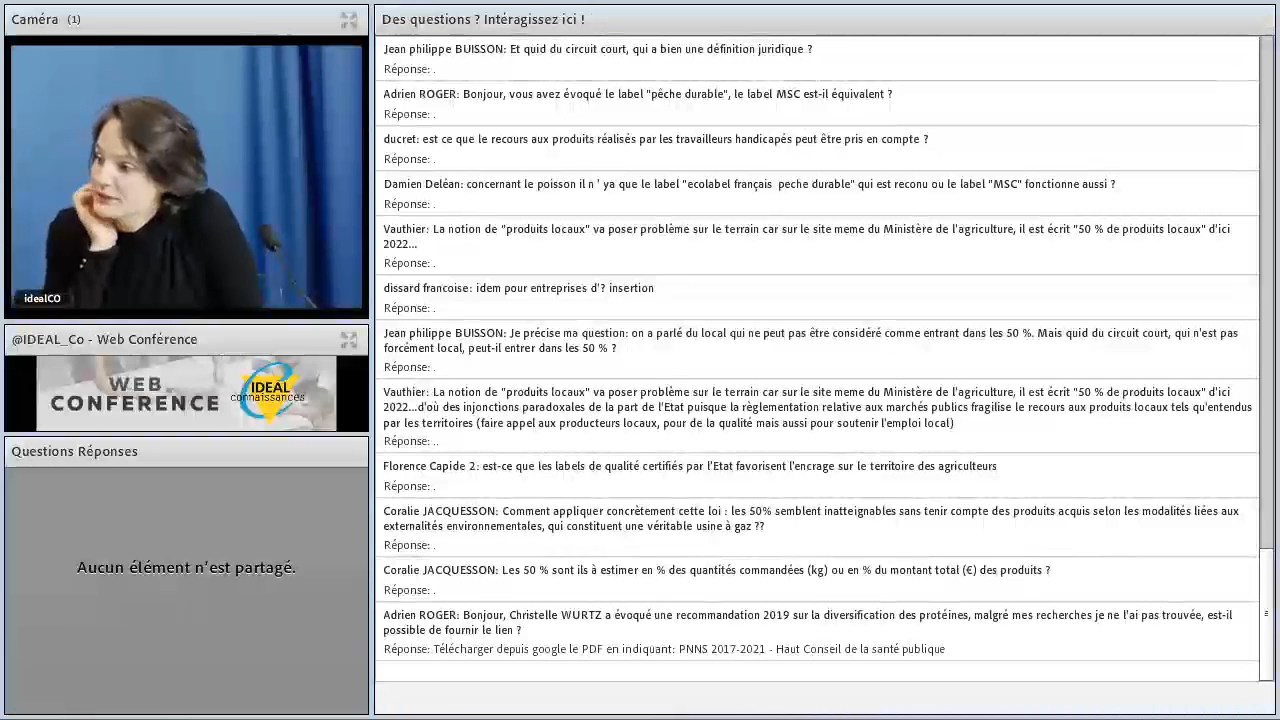 Caméra (1)
idealCO
@IDEAL_Co - Web Conférence
WEB
CONFERENCE
IDEAL
connaissances
Questions Réponses
Aucun élément n'est partagé.
Des questions ? Intéragissez ici !
Jean philippe BUISSON: Et quid du circuit court, qui a bien une définition juridique ?
Réponse: .
Adrien ROGER: Bonjour, vous avez évoqué le label "pêche durable", le label MSC est-il équivalent ?
Réponse: .
ducret: est ce que le recours aux produits réalisés par les travailleurs handicapés peut être pris en compte ?
Réponse: .
Damien Deléan: concernant le poisson il n ' ya que le label "ecolabel français peche durable" qui est reconu ou le label "MSC" fonctionne aussi ?
Réponse: .
Vauthier: La notion de "produits locaux" va poser problème sur le terrain car sur le site meme du Ministère de l'agriculture, il est écrit "50 % de produits locaux" d'ici
2022...
Réponse: .
dissard francoise: idem pour entreprises d'? insertion
Réponse: .
Jean philippe BUISSON: Je précise ma question: on a parlé du local qui ne peut pas être considéré comme entrant dans les 50 %. Mais quid du circuit court, qui n'est pas
forcément local, peut-il entrer dans les 50 % ?
Réponse: .
Vauthier: La notion de "produits locaux" va poser problème sur le terrain car sur le site meme du Ministère de l'agriculture, il est écrit "50 % de produits locaux" d'ici
2022...d'où des injonctions paradoxales de la part de l'Etat puisque la règlementation relative aux marchés publics fragilise le recours aux produits locaux tels qu'entendus
par les territoires (faire appel aux producteurs locaux, pour de la qualité mais aussi pour soutenir l'emploi local)
Réponse: ..
Florence Capide 2: est-ce que les labels de qualité certifiés par l'Etat favorisent l'encrage sur le territoire des agriculteurs
Réponse: .
Coralie JACQUESSON: Comment appliquer concrètement cette loi : les 50% semblent inatteignables sans tenir compte des produits acquis selon les modalités liées aux
externalités environnementales, qui constituent une véritable usine à gaz ??
Réponse: .
Coralie JACQUESSON: Les 50 % sont ils à estimer en % des quantités commandées (kg) ou en % du montant total (€) des produits ?
Réponse: .
Adrien ROGER: Bonjour, Christelle WURTZ a évoqué une recommandation 2019 sur la diversification des protéines, malgré mes recherches je ne l'ai pas trouvée, est-il
possible de fournir le lien ?
Réponse: Télécharger depuis google le PDF en indiquant: PNNS 2017-2021 - Haut Conseil de la santé publique